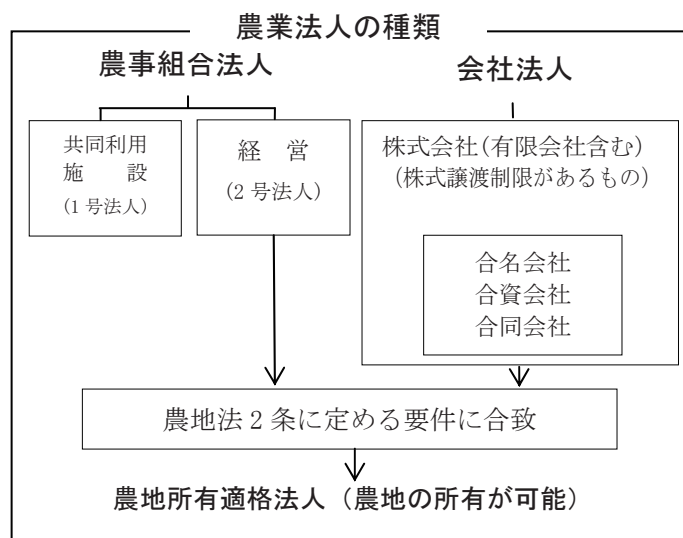 農業法人の種類
農事組合法人
会社法人
共同利用
施　　設
(1号法人)
経　営
(2号法人)
株式会社(有限会社含む)
(株式譲渡制限があるもの)
合名会社
合資会社
合同会社
農地法2条に定める要件に合致
農地所有適格法人（農地の所有が可能）